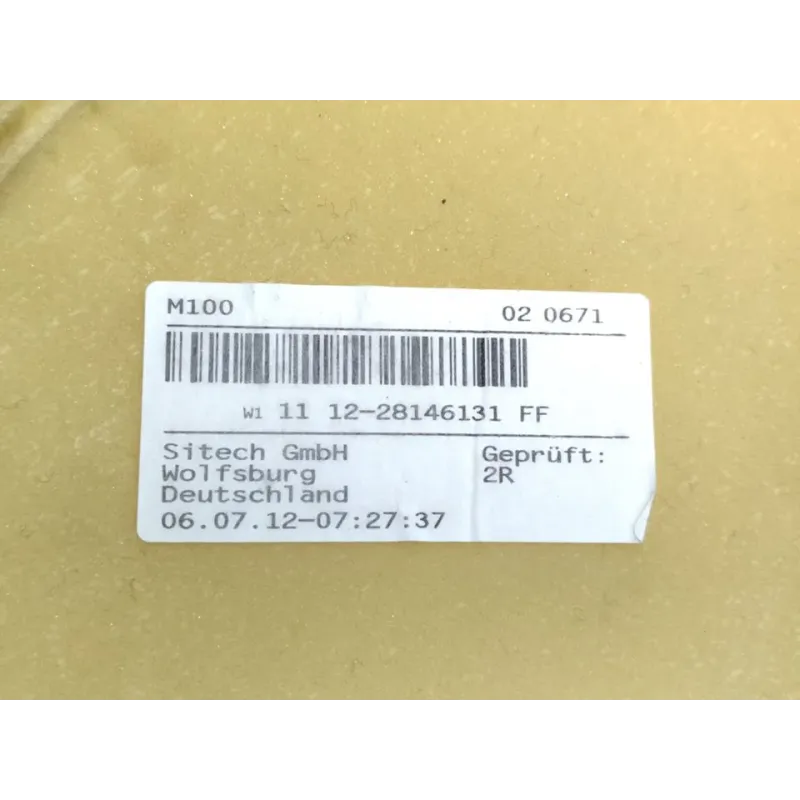 M100 02 0671
W1 11 12-28146131 FF
Sitech GmbH Geprüft:
Wolfsburg 2R
Deutschland
06.07.12-07:27:37